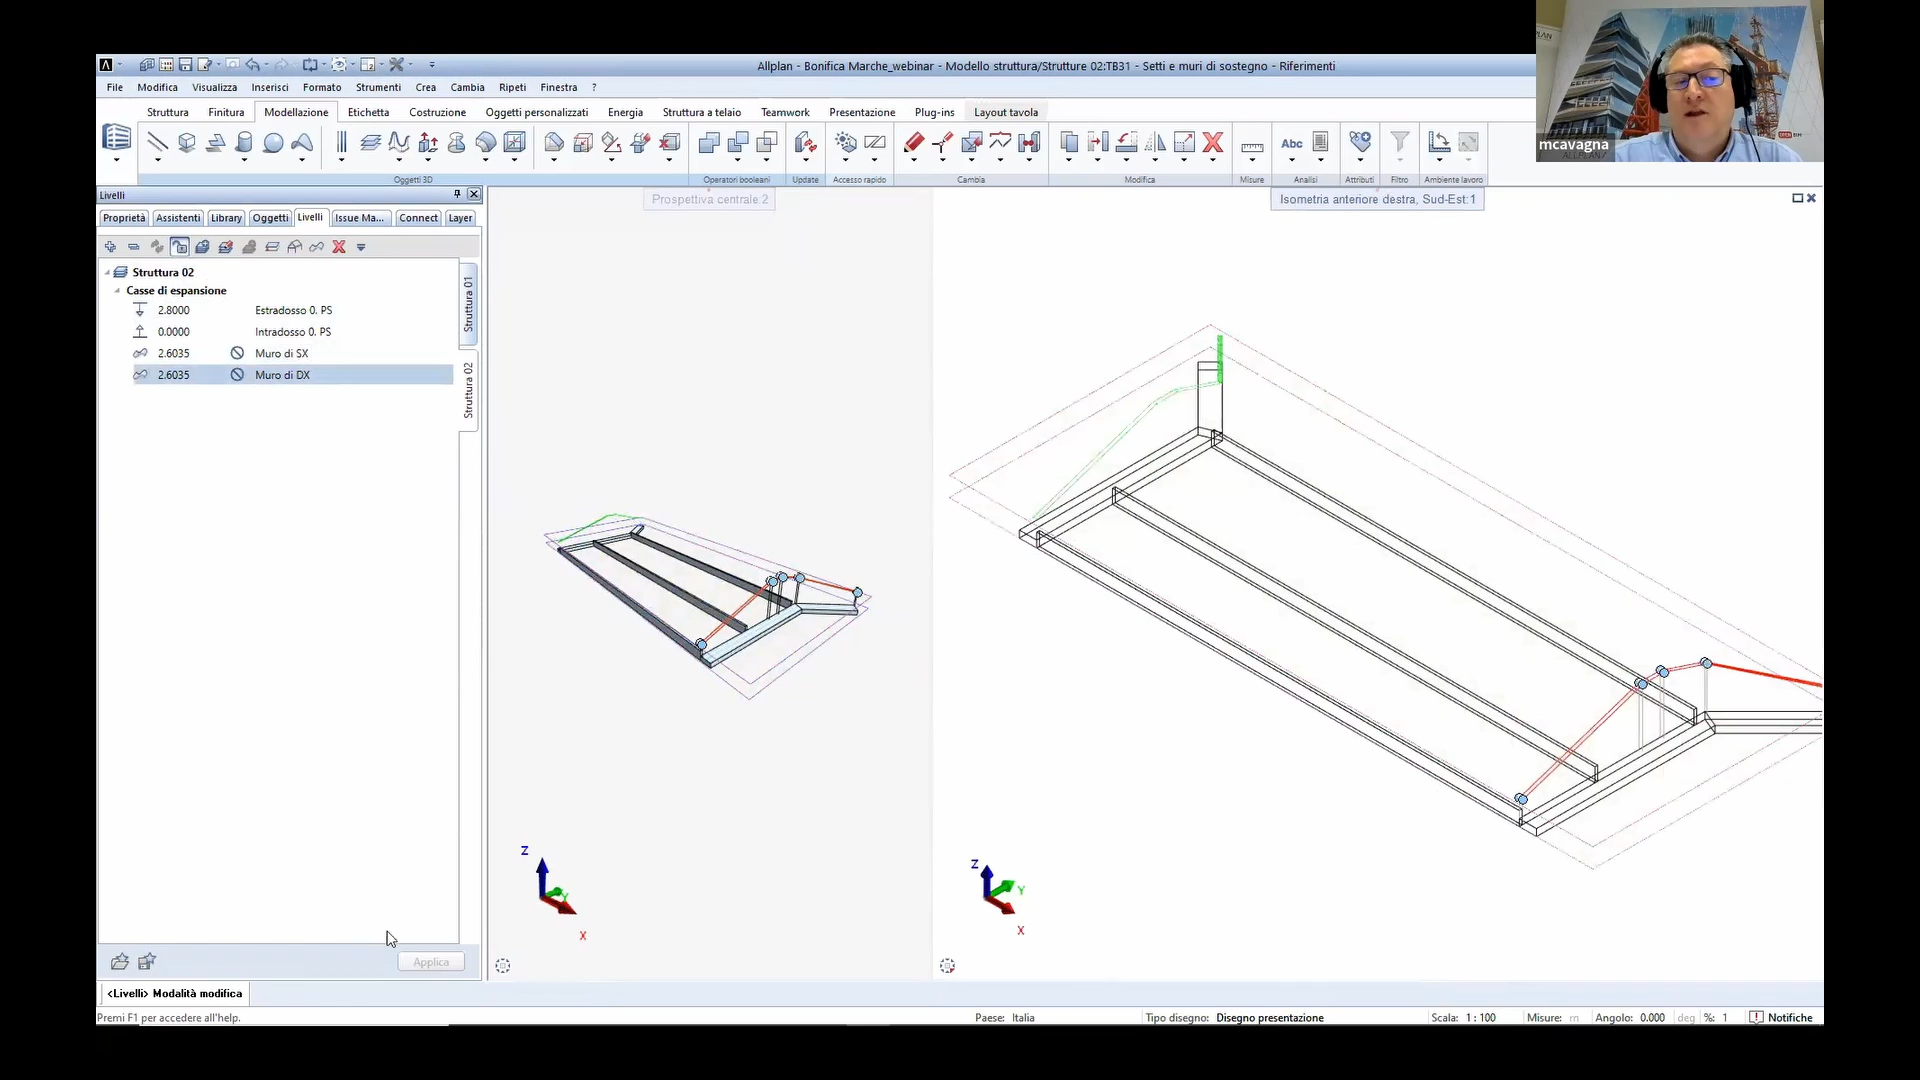 Allplan - Bonifica Marche_webinar - Modello struttura/Strutture 02:TB31 - Setti e muri di sostegno - Riferimenti
File Modifica Visualizza Inserisci Formato Strumenti Crea Cambia Ripeti Finestra ?
Struttura Finitura Modellazione Etichetta Costruzione Oggetti personalizzati Energia Struttura a telaio Teamwork Presentazione Plug-ins Layout tavola
Abc
Oggetti 3D Operatori booleani Update Accesso rapido Cambia Modifica Misure Analisi Attributi Filtro Ambiente lavoro
mcavagna
Livelli
Proprietà Assistenti Library Oggetti Livelli Issue Ma... Connect Layer
Struttura 02
Casse di espansione
2.8000 Estradosso 0. PS
0.0000 Intradosso 0. PS
2.6035 Muro di SX
2.6035 Muro di DX
Struttura 01
Struttura 02
Prospettiva centrale:2
Isometria anteriore destra, Sud-Est:1
Z
Y
X
Z
Y
X
Applica
<Livelli> Modalità modifica
Premi F1 per accedere all'help.
Paese: Italia Tipo disegno: Disegno presentazione Scala: 1 : 100 Misure: m Angolo: 0.000 deg %: 1 Notifiche